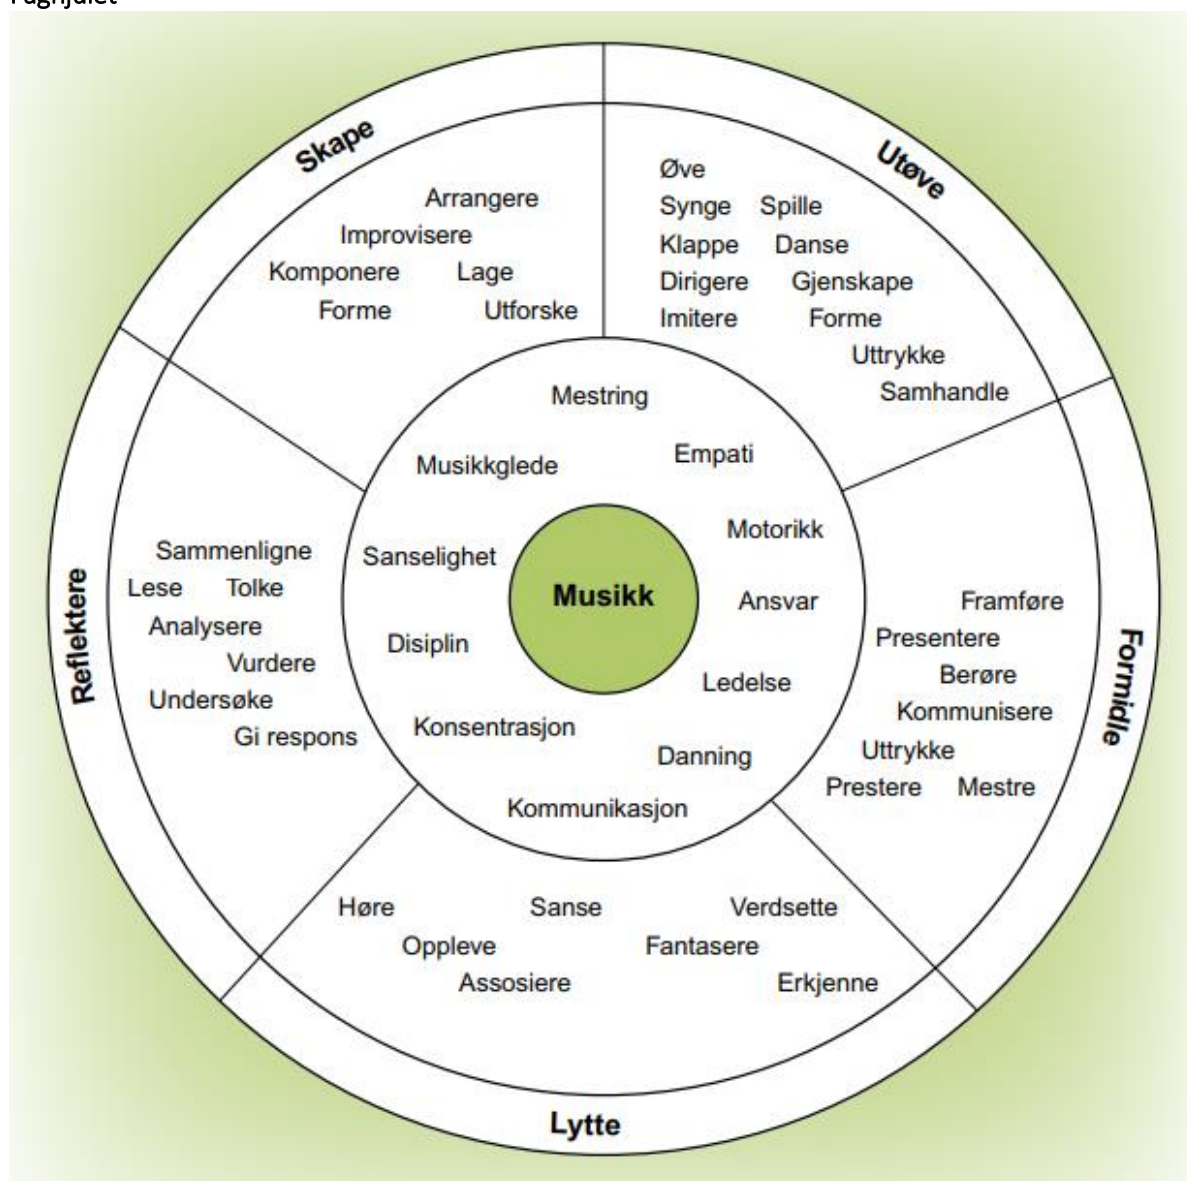 Faghjulet
Skape
Arrangere
Improvisere
Komponere Lage
Forme Utforske
Utøve
Øve
Synge Spille
Klappe Danse
Dirigere Gjenskape
Imitere Forme
Uttrykke
Samhandle
Formidle
Framføre
Presentere
Berøre
Kommunisere
Uttrykke
Prestere Mestre
Lytte
Høre Sanse Verdsette
Oppleve Fantasere
Assosiere Erkjenne
Reflektere
Sammenligne
Lese Tolke
Analysere
Vurdere
Undersøke
Gi respons
Mestring
Empati
Musikkglede
Motorikk
Sanselighet
Ansvar
Disiplin
Ledelse
Konsentrasjon
Danning
Kommunikasjon
Musikk